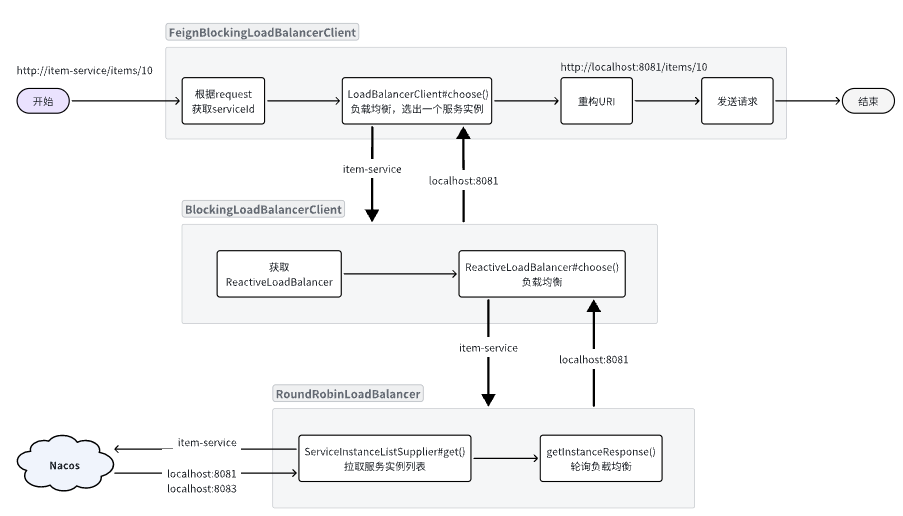 FeignBlockingLoadBalancerClient
http://item-service/items/10
http://localhost:8081/items/10
开始
根据request
获取serviceId
LoadBalancerClient#choose()
负载均衡，选出一个服务实例
重构URI
发送请求
结束
item-service
localhost:8081
BlockingLoadBalancerClient
获取
ReactiveLoadBalancer
ReactiveLoadBalancer#choose()
负载均衡
item-service
localhost:8081
RoundRobinLoadBalancer
Nacos
item-service
localhost:8081
localhost:8083
ServiceInstanceListSupplier#get()
拉取服务实例列表
getInstanceResponse()
轮询负载均衡